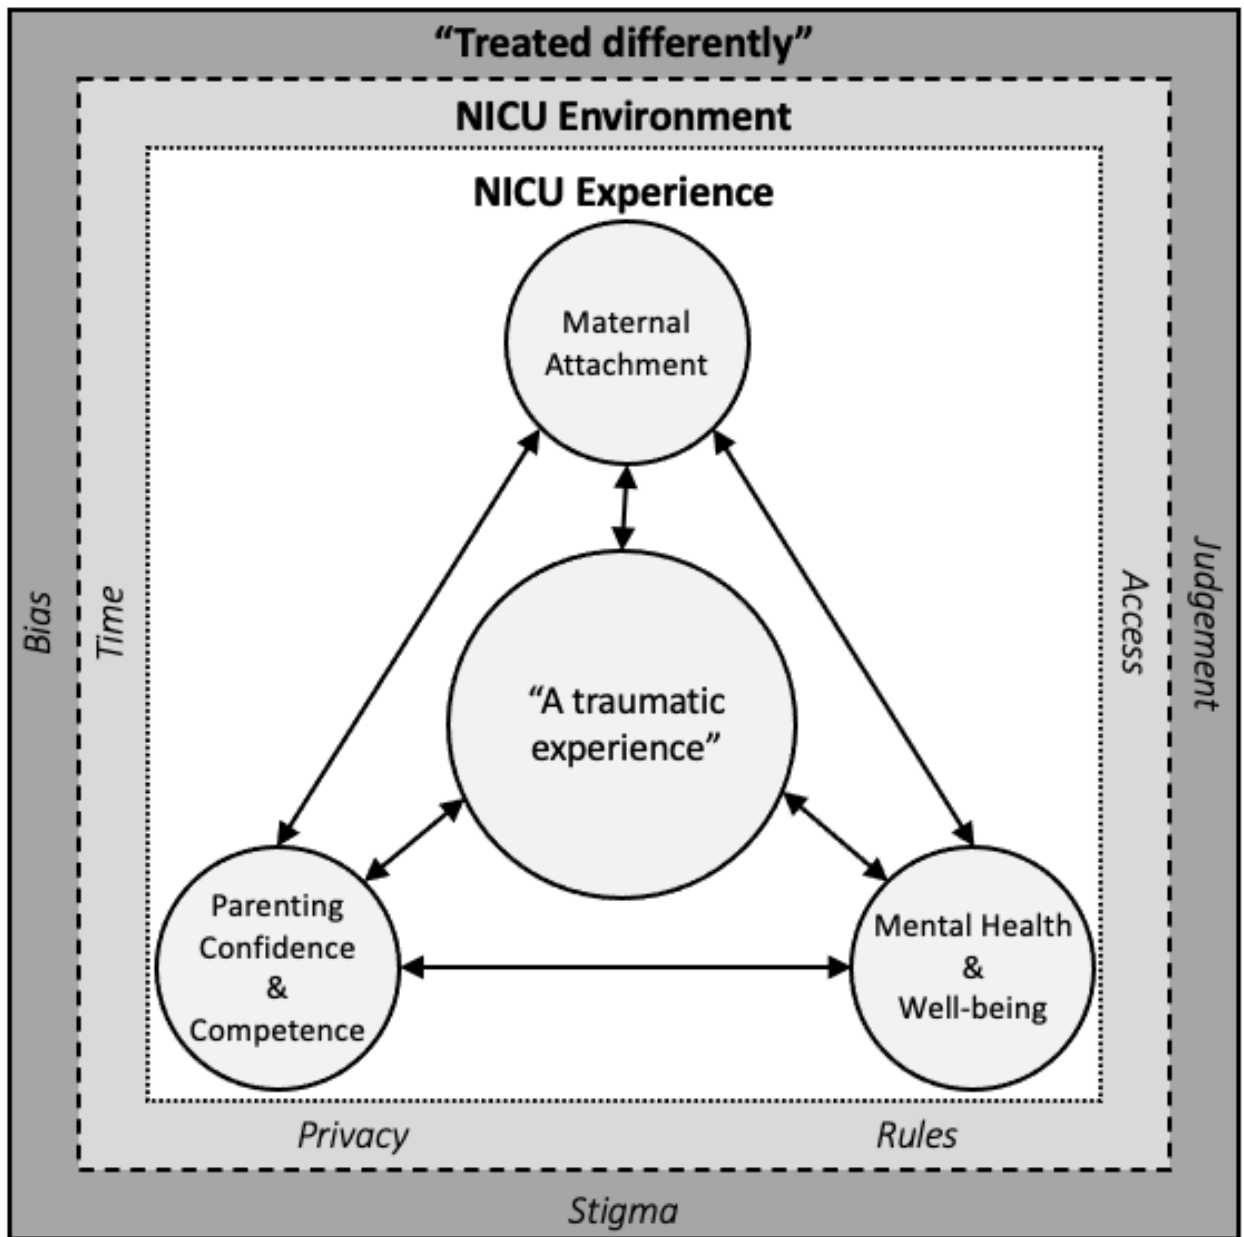 “Treated differently”
NICU Environment
NICU Experience
Maternal
Attachment
Bias
Time
“A traumatic
experience”
Access
Judgement
Parenting
Confidence
&
Competence
Mental Health
&
Well-being
Privacy
Rules
Stigma